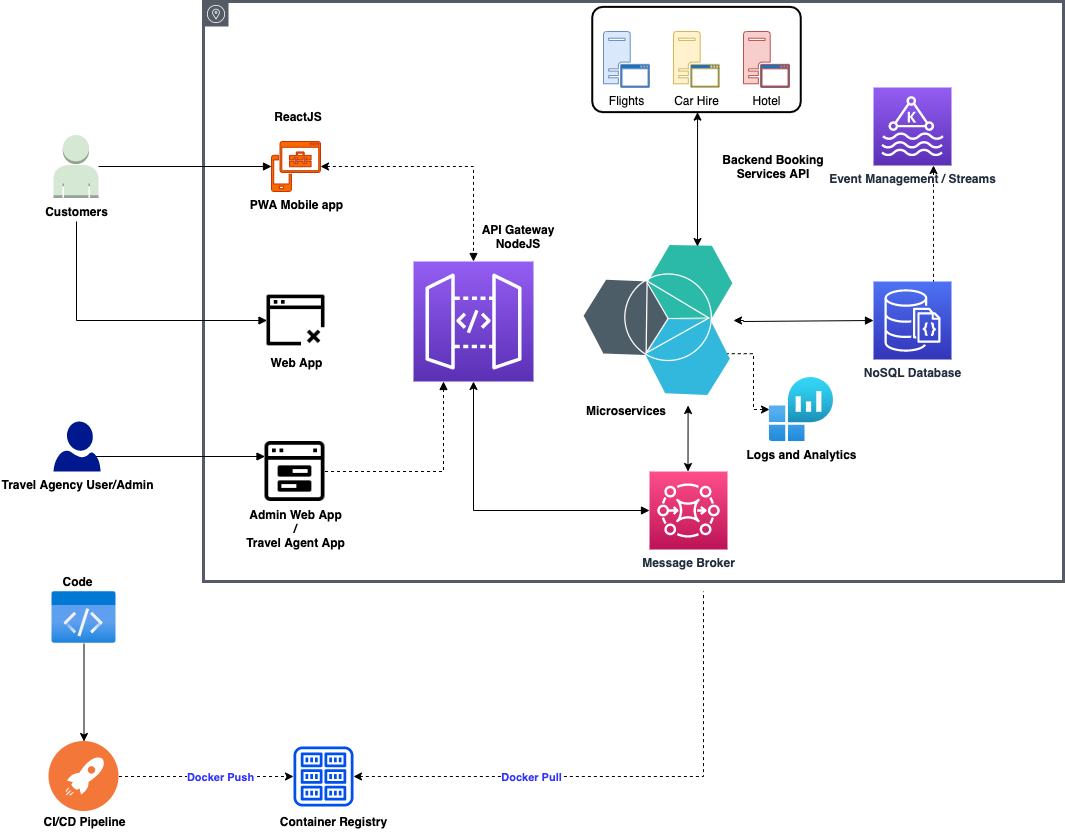 Flights
Car Hire
Hotel
ReactJS
K
Backend Booking
Services API
Event Management / Streams
PWA Mobile app
Customers
API Gateway
NodeJS
</>
Web App
{}
NoSQL Database
Microservices
Logs and Analytics
Travel Agency User/Admin
Admin Web App
/
Travel Agent App
Message Broker
Code
</>
Docker Push
Docker Pull
CI/CD Pipeline
Container Registry